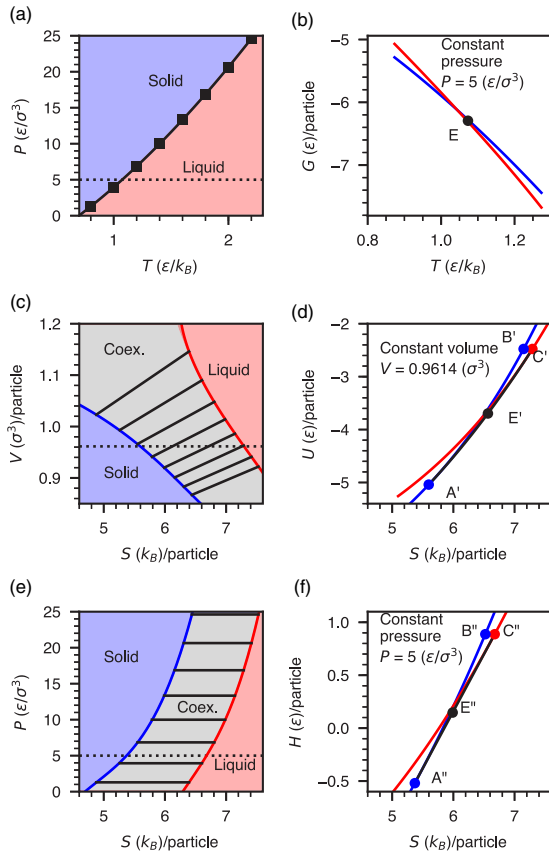 (a)
25
20
15
10
5
0
P (ε/σ³)
Solid
Liquid
1
2
T (ε/k_B)
(b)
−5
−6
−7
G (ε)/particle
Constant
pressure
P = 5 (ε/σ³)
E
0.8
1.0
1.2
T (ε/k_B)
(c)
1.2
1.1
1.0
0.9
V (σ³)/particle
Coex.
Liquid
Solid
5
6
7
S (k_B)/particle
(d)
−2
−3
−4
−5
U (ε)/particle
B'
Constant volume
V = 0.9614 (σ³)
C'
E'
A'
5
6
7
S (k_B)/particle
(e)
25
20
15
10
5
0
P (ε/σ³)
Solid
Coex.
Liquid
5
6
7
S (k_B)/particle
(f)
1.0
0.5
0.0
−0.5
H (ε)/particle
Constant
pressure
P = 5 (ε/σ³)
B"
C"
E"
A"
5
6
7
S (k_B)/particle